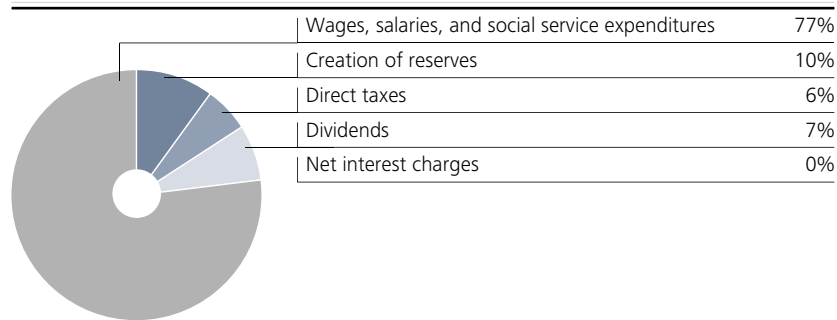 Wages, salaries, and social service expenditures 77%
Creation of reserves 10%
Direct taxes 6%
Dividends 7%
Net interest charges 0%